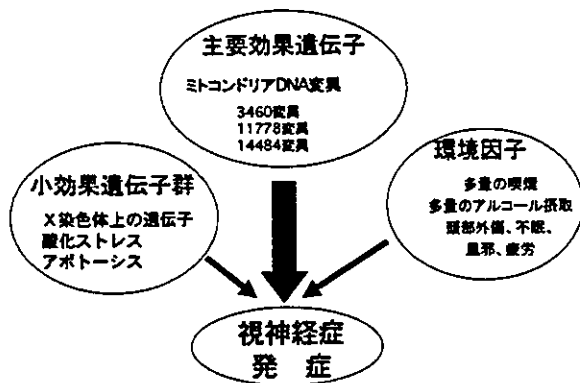 主要効果遺伝子
ミトコンドリアDNA変異
3460変異
11778変異
14484変異
小効果遺伝子群
X染色体上の遺伝子
酸化ストレス
アポトーシス
環境因子
多量の喫煙
多量のアルコール摂取
頭部外傷、不眠、
風邪、疲労
視神経症
発 症